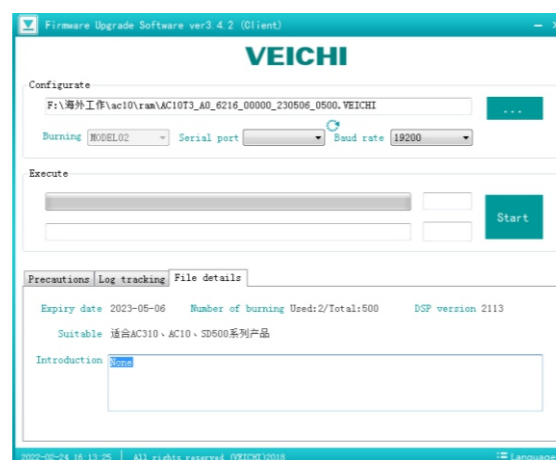 Firmware Upgrade Software ver3.4.2 (Client)
VEICHI
Configurate
F:\海外工作\ac10\ram\AC10T3_A0_6216_00000_230506_0500.VEICHI
...
Burning MODEL02 Serial port Baud rate 19200
Execute
Start
Precautions Log tracking File details
Expiry date 2023-05-06 Number of burning Used:2/Total:500 DSP version 2113
Suitable 适合AC310、AC10、SD500系列产品
Introduction None
2022-02-24 16:13:25 All rights reserved (VEICHI)2018 Language